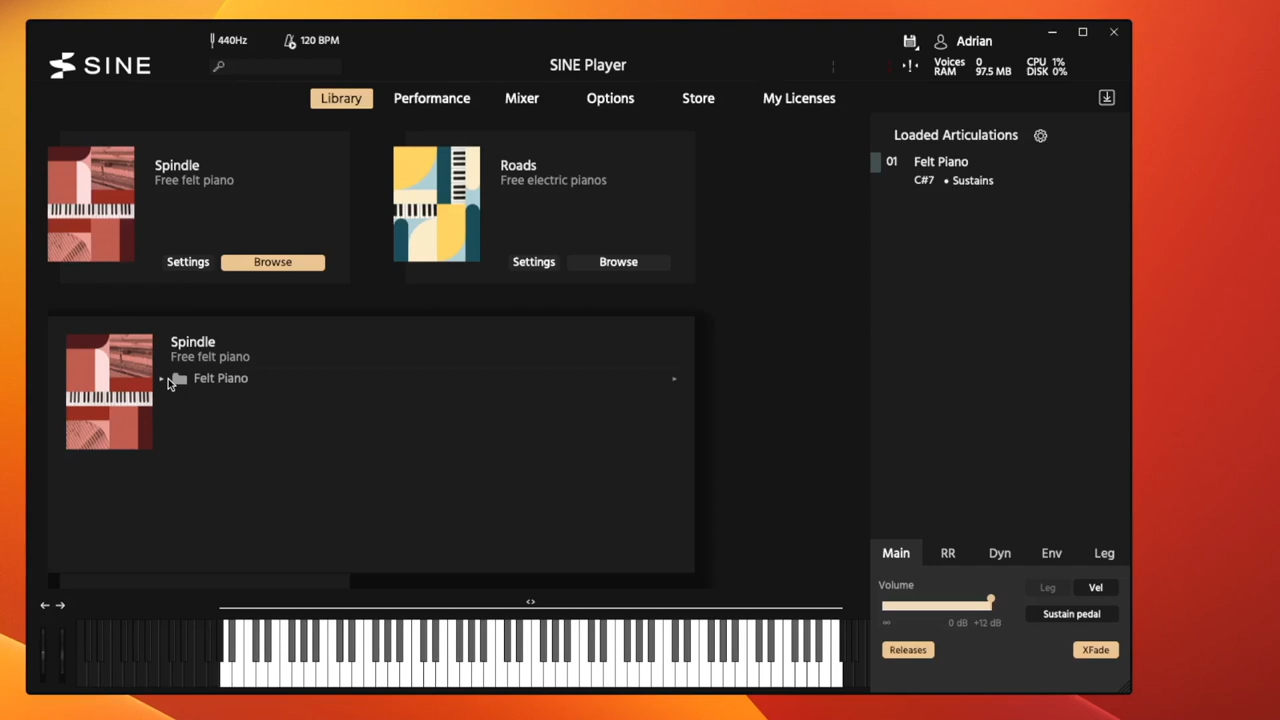 440Hz
120 BPM
SINE
SINE Player
Adrian
Voices 0
RAM 97.5 MB
CPU 1%
DISK 0%
Library
Performance
Mixer
Options
Store
My Licenses
Spindle
Free felt piano
Settings
Browse
Roads
Free electric pianos
Settings
Browse
Loaded Articulations
01 Felt Piano
C#7 • Sustains
Spindle
Free felt piano
Felt Piano
Main
RR
Dyn
Env
Leg
Volume
Leg
Vel
∞ 0 dB +12 dB
Sustain pedal
Releases
XFade